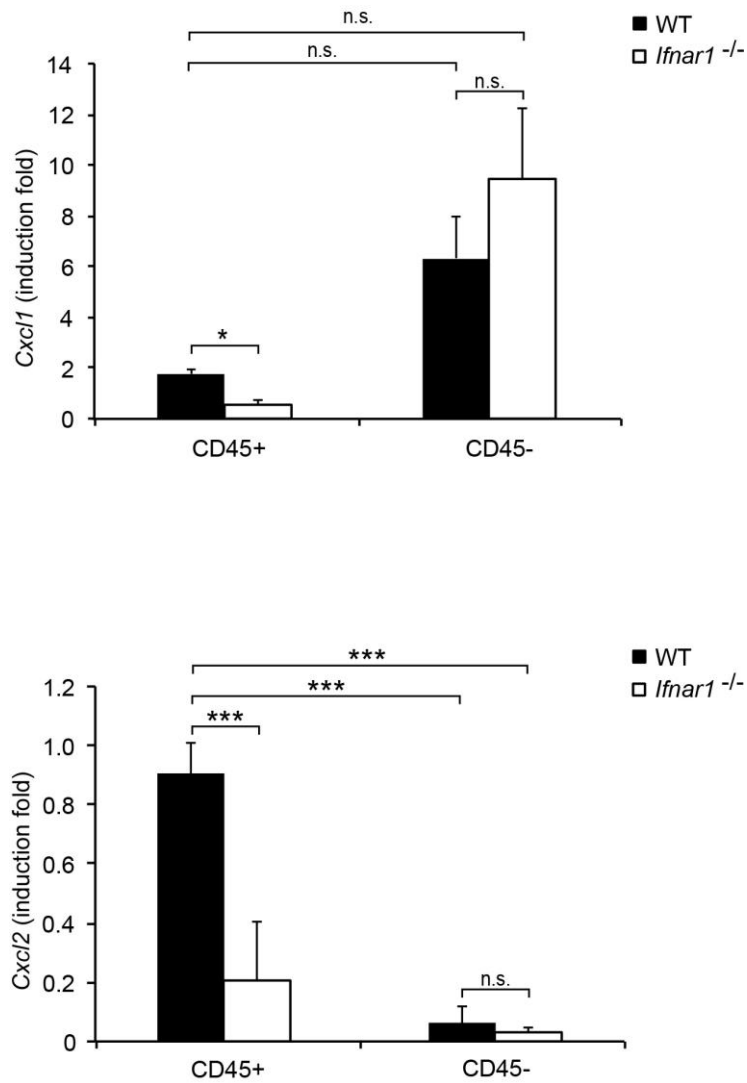 n.s.
WT
Ifnar1 -/-
n.s.
n.s.
14
12
10
8
6
4
2
0
Cxcl1 (induction fold)
*
CD45+ CD45-
WT
Ifnar1 -/-
***
***
***
1.2
1.0
0.8
0.6
0.4
0.2
0
Cxcl2 (induction fold)
n.s.
CD45+ CD45-